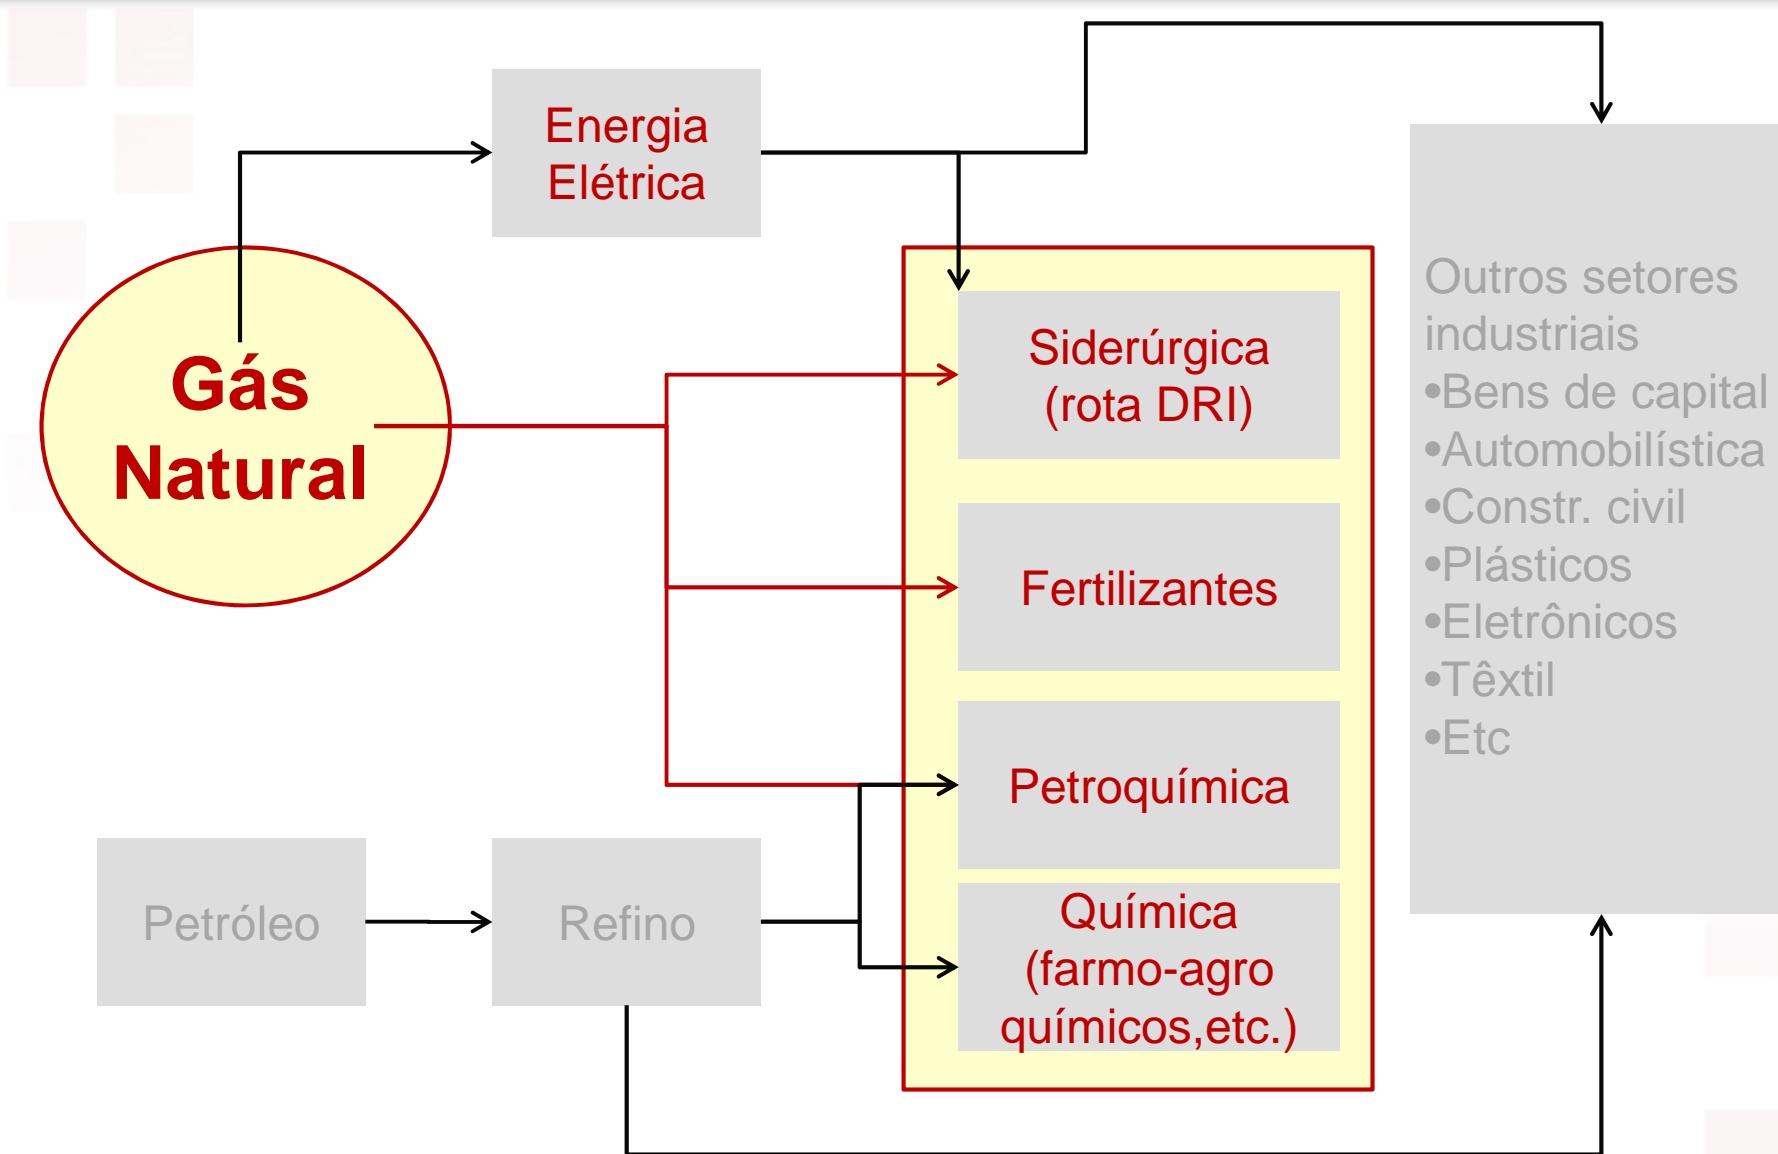 Energia
Elétrica
Gás
Natural
Siderúrgica
(rota DRI)
Fertilizantes
Petroquímica
Química
(farmo-agro
químicos,etc.)
Petróleo
Refino
Outros setores
industriais
•Bens de capital
•Automobilística
•Constr. civil
•Plásticos
•Eletrônicos
•Têxtil
•Etc